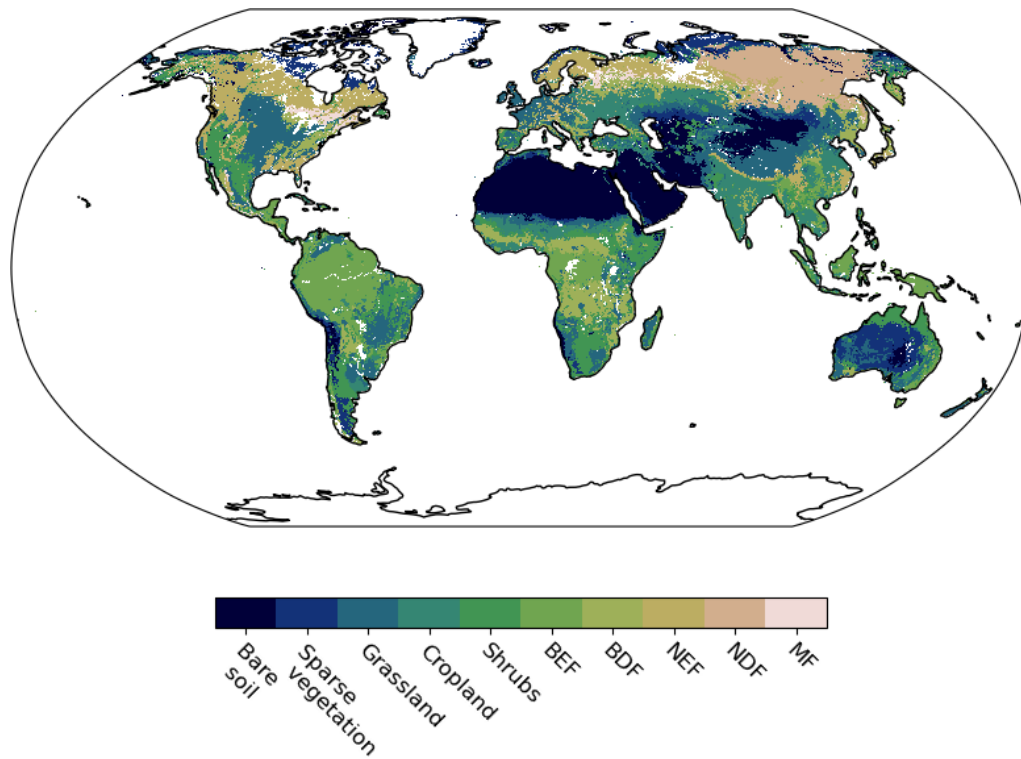 Bare
soil
Sparse
vegetation
Grassland
Cropland
Shrubs
BEF
BDF
NEF
NDF
MF